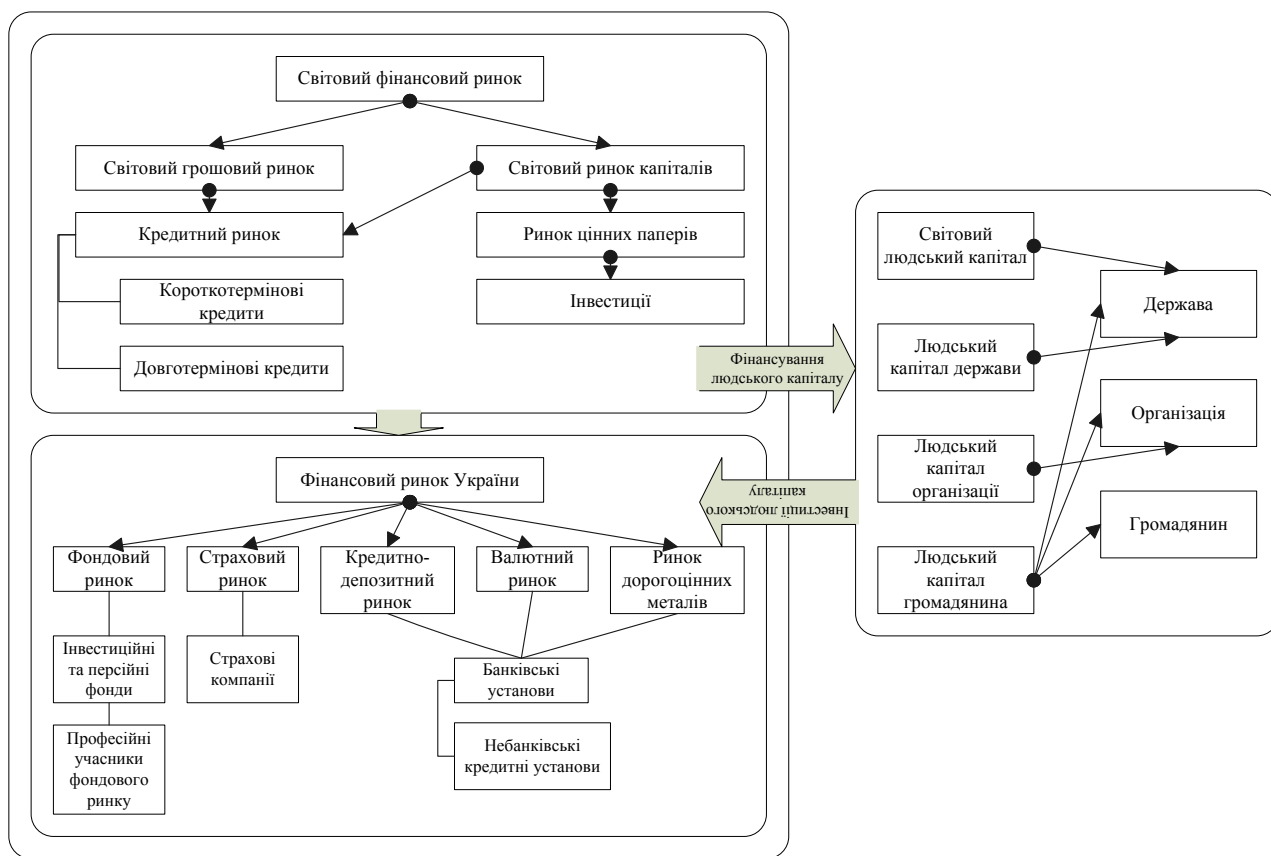 Світовий фінансовий ринок
Світовий грошовий ринок
Світовий ринок капіталів
Кредитний ринок
Ринок цінних паперів
Короткотермінові
кредити
Інвестиції
Довготермінові кредити
Фінансування
людського капіталу
Фінансовий ринок України
Фондовий
ринок
Страховий
ринок
Кредитно-
депозитний
ринок
Валютний
ринок
Ринок
дорогоцінних
металів
Інвестиції людського
капіталу
Інвестиційні
та персійні
фонди
Страхові
компанії
Банківські
установи
Професійні
учасники
фондового
ринку
Небанківські
кредитні установи
Світовий
людський капітал
Держава
Людський
капітал держави
Організація
Людський
капітал
організації
Громадянин
Людський
капітал
громадянина